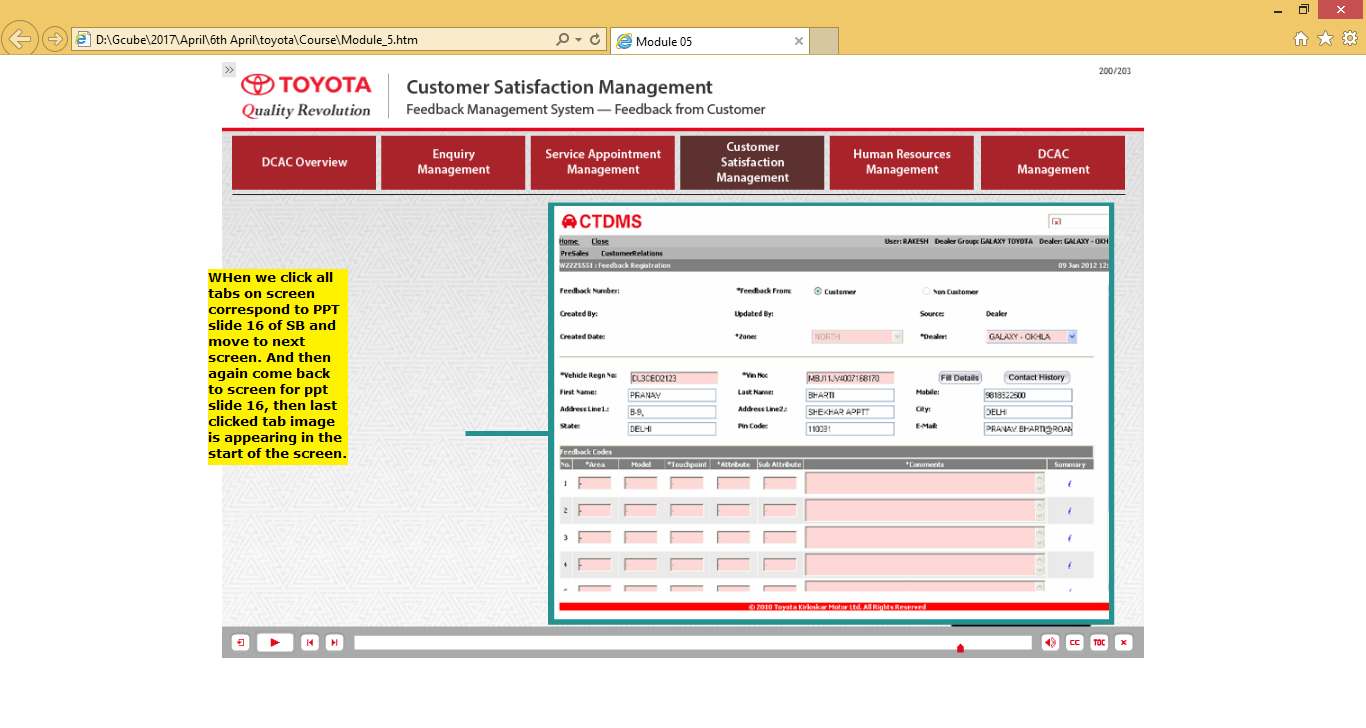 D:\Gcube\2017\April\6th April\toyota\Course\Module_5.htm
Module 05
200/203
TOYOTA
Quality Revolution
Customer Satisfaction Management
Feedback Management System — Feedback from Customer
DCAC Overview
Enquiry
Management
Service Appointment
Management
Customer
Satisfaction
Management
Human Resources
Management
DCAC
Management
WHen we click all
tabs on screen
correspond to PPT
slide 16 of SB and
move to next
screen. And then
again come back
to screen for ppt
slide 16, then last
clicked tab image
is appearing in the
start of the screen.
CTDMS
Home Close User: RAKESH Dealer Group: GALAXY TOYOTA Dealer: GALAXY - OKH
PreSales CustomerRelations
W2225531 : Feedback Registration 09 Jan 2012 12:
Feedback Number: *Feedback From: Customer Non Customer
Created By: Updated By: Source: Dealer
Created Date: *Zone: NORTH *Dealer: GALAXY - OKHLA
*Vehicle Regn No: DL3CBD2123 *Vin No: Fill Details Contact History
First Name: PRANAV Last Name: BHARTI Mobile: 9818922500
Address Line1.: B-9, Address Line2.: SHEKHAR APPTT City: DELHI
State: DELHI Pin Code: 110091 E-Mail: PRANAV.BHARTI@ROAM
Feedback Codes
No. *Area Model *Touchpoint *Attribute Sub Attribute *Comments Summary
1
2
3
4
© 2010 Toyota Kirloskar Motor Ltd. All Rights Reserved
CC TOC